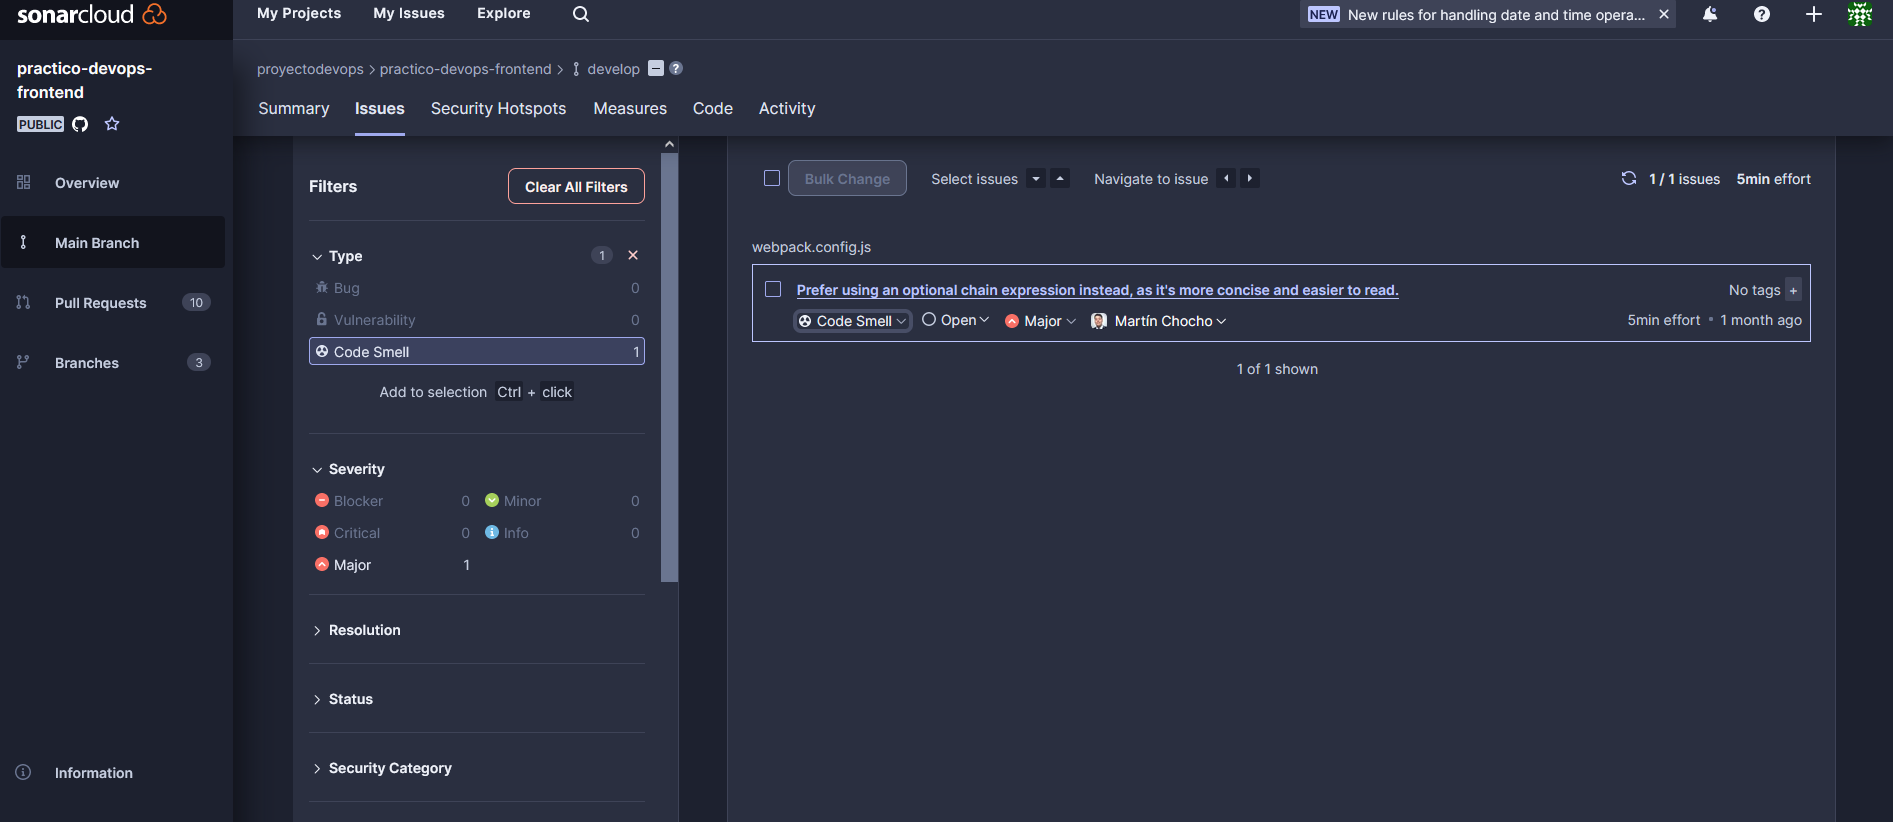 sonarcloud
My Projects My Issues Explore
NEW New rules for handling date and time opera...
practico-devops-
frontend
PUBLIC
Overview
Main Branch
Pull Requests 10
Branches 3
Information
proyectodevops > practico-devops-frontend > develop
Summary Issues Security Hotspots Measures Code Activity
Filters Clear All Filters
Type 1
Bug 0
Vulnerability 0
Code Smell 1
Add to selection Ctrl + click
Severity
Blocker 0 Minor 0
Critical 0 Info 0
Major 1
Resolution
Status
Security Category
Bulk Change Select issues Navigate to issue 1 / 1 issues 5min effort
webpack.config.js
Prefer using an optional chain expression instead, as it's more concise and easier to read. No tags +
Code Smell Open Major Martín Chocho 5min effort • 1 month ago
1 of 1 shown